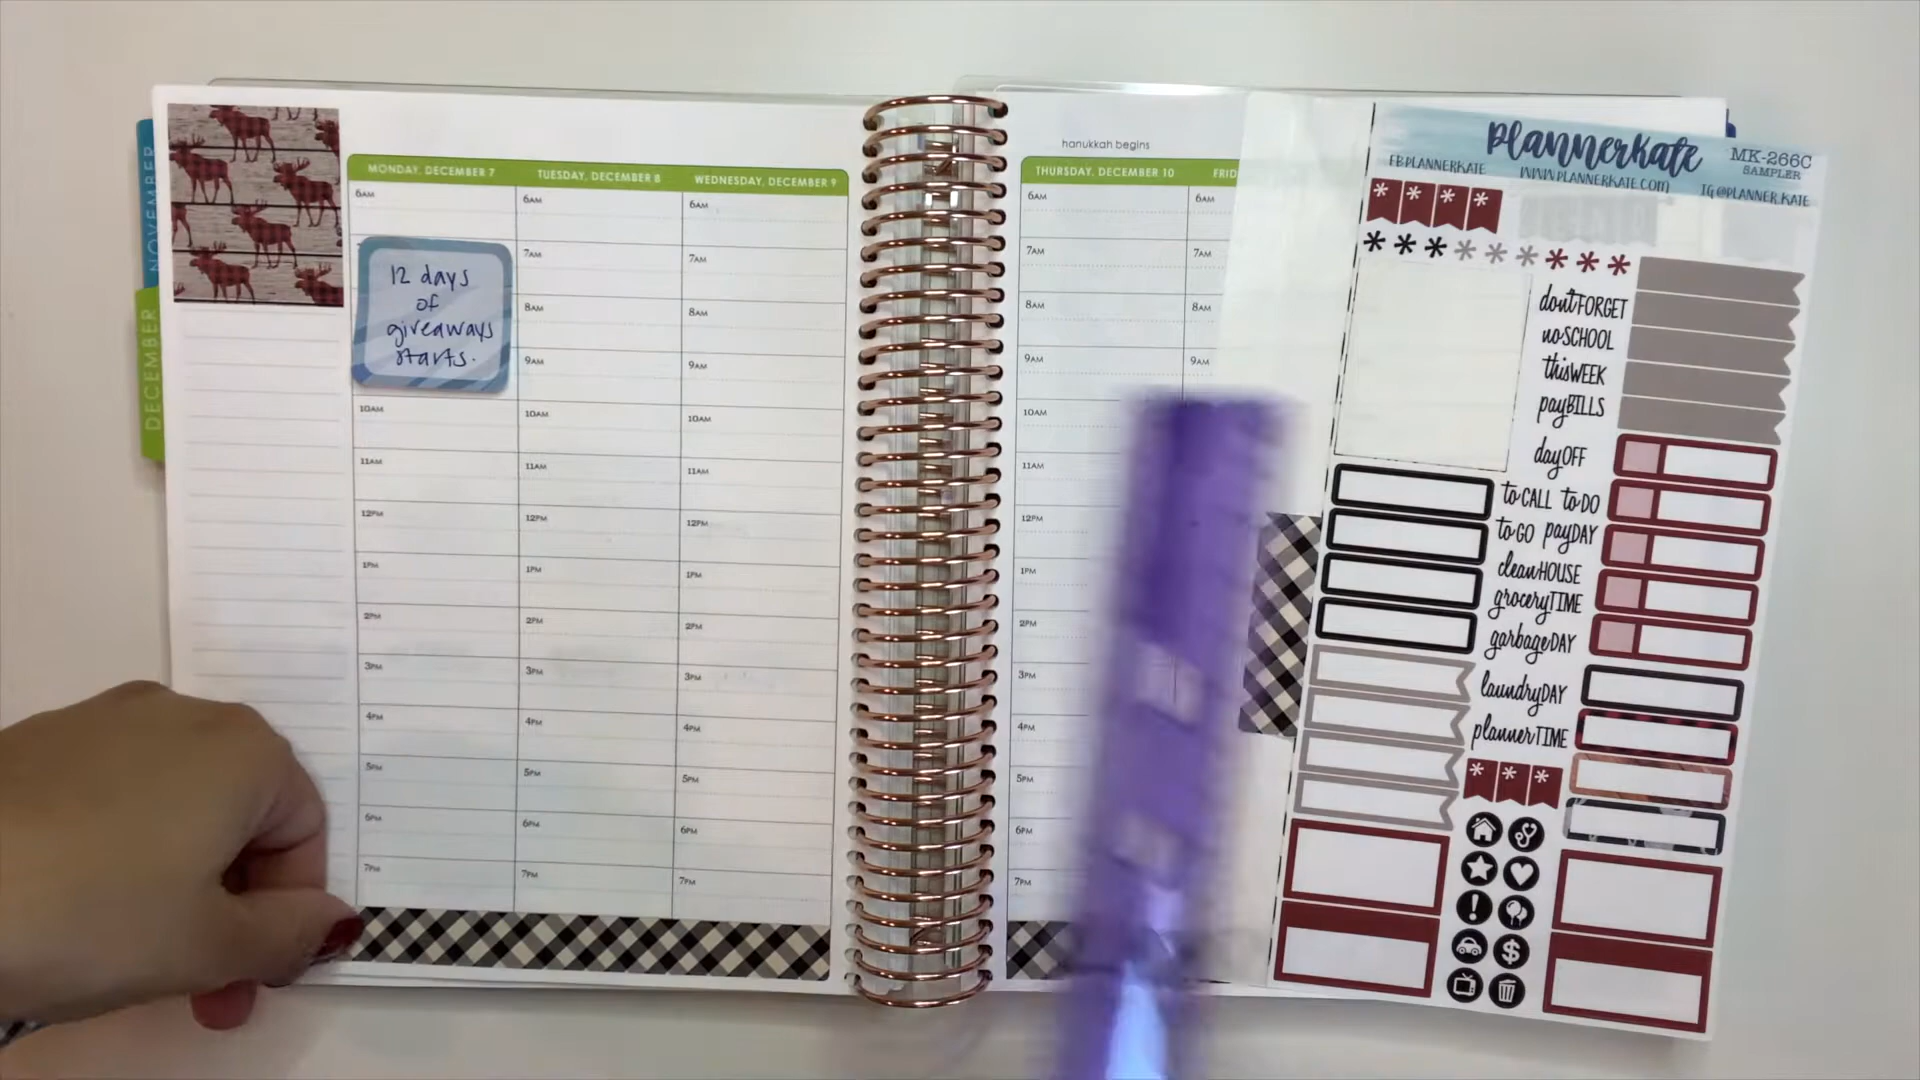 NOVEMBER
DECEMBER
MONDAY, DECEMBER 7
TUESDAY, DECEMBER 8
WEDNESDAY, DECEMBER 9
6AM
6AM
6AM
7AM
7AM
8AM
8AM
9AM
9AM
10AM
10AM
10AM
11AM
11AM
11AM
12PM
12PM
12PM
1PM
1PM
1PM
2PM
2PM
2PM
3PM
3PM
3PM
4PM
4PM
4PM
5PM
5PM
5PM
6PM
6PM
6PM
7PM
7PM
7PM
12 days
of
giveaways
starts.
hanukkah begins
THURSDAY, DECEMBER 10
FRID
6AM
6AM
7AM
7AM
8AM
8AM
9AM
9AM
10AM
11AM
12PM
1PM
2PM
3PM
4PM
5PM
6PM
7PM
plannerkate
FB:PLANNERKATE
WWW.PLANNERKATE.COM
IG@PLANNER.KATE
MK-266C
SAMPLER
don'tFORGET
noSCHOOL
thisWEEK
payBILLS
dayOFF
toCALL toDO
toGO payDAY
cleanHOUSE
groceryTIME
garbageDAY
laundryDAY
plannerTIME